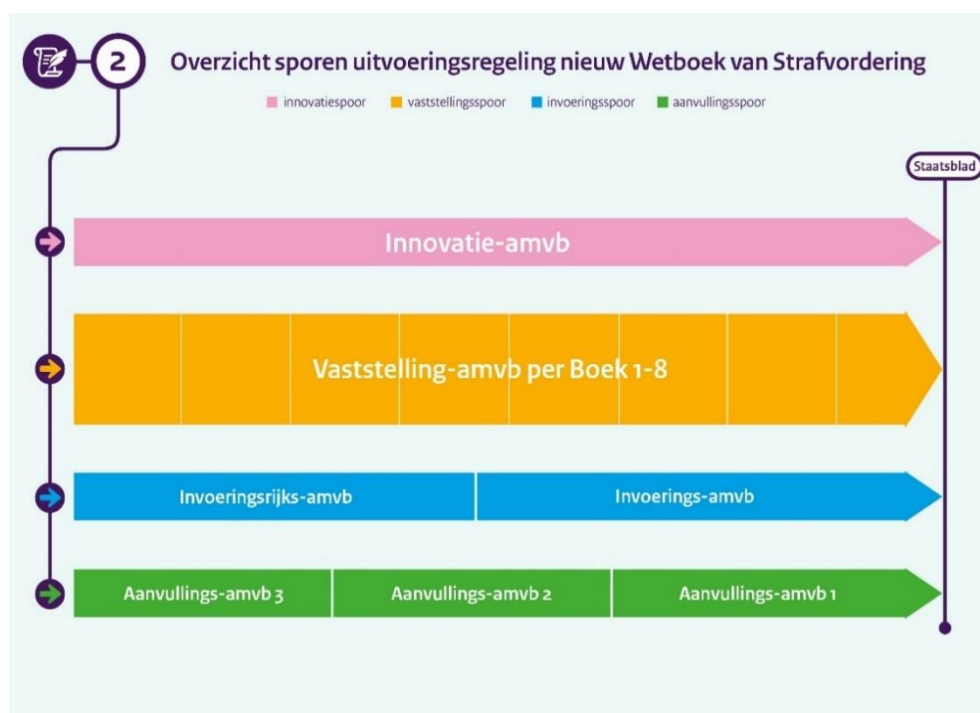 2
Overzicht sporen uitvoeringsregeling nieuw Wetboek van Strafvordering
innovatiespoor vaststellingsspoor invoeringsspoor aanvullingsspoor
Staatsblad
Innovatie-amvb
Vaststelling-amvb per Boek 1-8
Invoeringsrijks-amvb Invoerings-amvb
Aanvullings-amvb 3 Aanvullings-amvb 2 Aanvullings-amvb 1